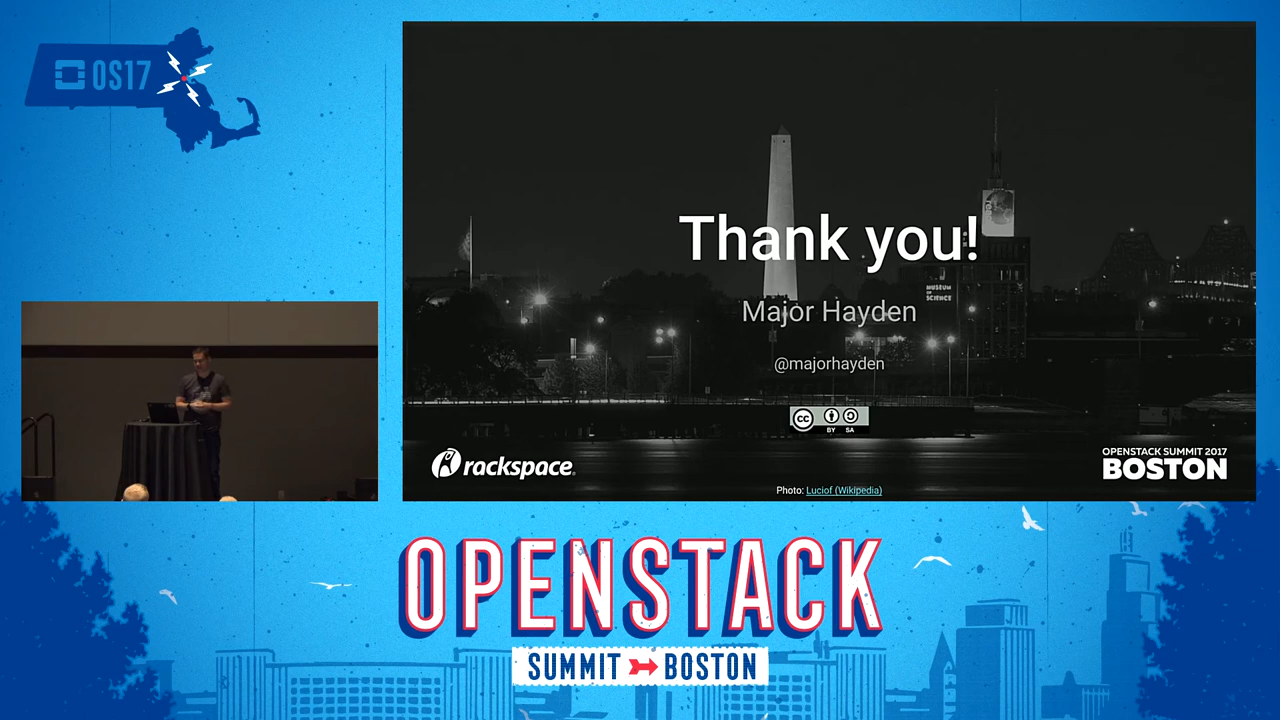 OS17
Thank you!
MUSEUM
OF
SCIENCE
Major Hayden
@majorhayden
CC
BY SA
rackspace
OPENSTACK SUMMIT 2017
BOSTON
Photo: Luciof (Wikipedia)
OPENSTACK
SUMMIT BOSTON